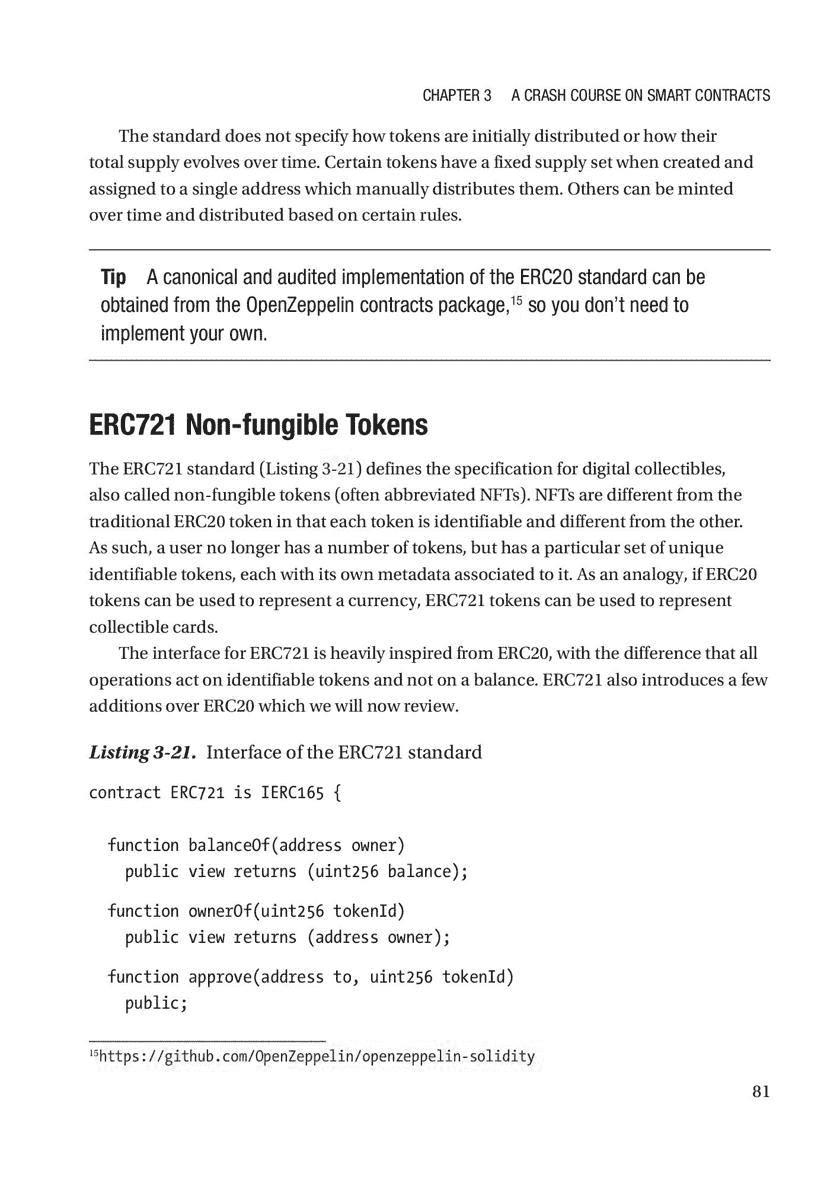 CHAPTER 3 A CRASH COURSE ON SMART CONTRACTS
The standard does not specify how tokens are initially distributed or how their
total supply evolves over time. Certain tokens have a fixed supply set when created and
assigned to a single address which manually distributes them. Others can be minted
over time and distributed based on certain rules.
Tip A canonical and audited implementation of the ERC20 standard can be
obtained from the OpenZeppelin contracts package,15 so you don’t need to
implement your own.
ERC721 Non-fungible Tokens
The ERC721 standard (Listing 3-21) defines the specification for digital collectibles,
also called non-fungible tokens (often abbreviated NFTs). NFTs are different from the
traditional ERC20 token in that each token is identifiable and different from the other.
As such, a user no longer has a number of tokens, but has a particular set of unique
identifiable tokens, each with its own metadata associated to it. As an analogy, if ERC20
tokens can be used to represent a currency, ERC721 tokens can be used to represent
collectible cards.
The interface for ERC721 is heavily inspired from ERC20, with the difference that all
operations act on identifiable tokens and not on a balance. ERC721 also introduces a few
additions over ERC20 which we will now review.
Listing 3-21. Interface of the ERC721 standard
contract ERC721 is IERC165 {
function balanceOf(address owner)
public view returns (uint256 balance);
function ownerOf(uint256 tokenId)
public view returns (address owner);
function approve(address to, uint256 tokenId)
public;
15https://github.com/OpenZeppelin/openzeppelin-solidity
81